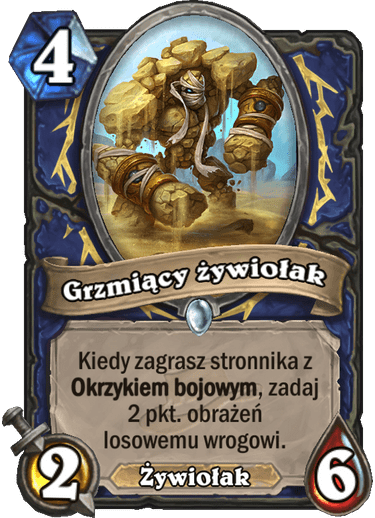 4
Grzmiący żywiołak
Kiedy zagrasz stronnika z
Okrzykiem bojowym, zadaj
2 pkt. obrażeń
losowemu wrogowi.
2
Żywiołak
6